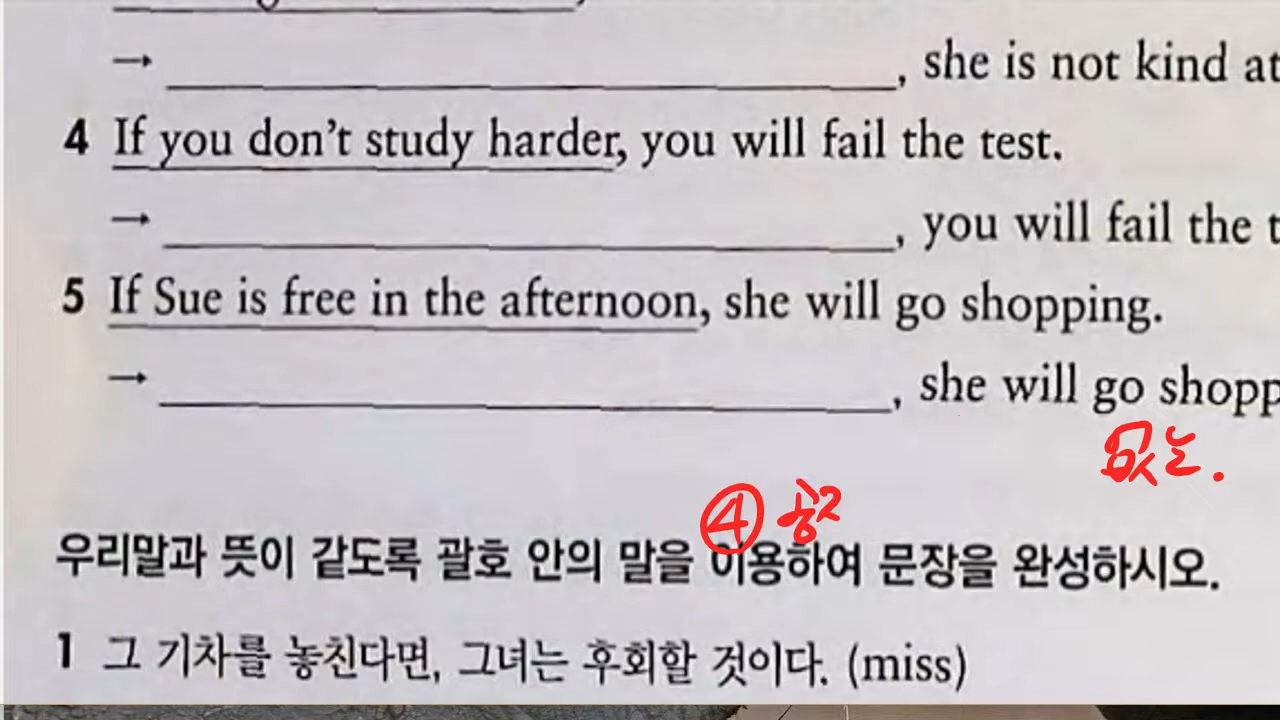 → ____________, she is not kind at
4 If you don't study harder, you will fail the test.
→ ____________, you will fail the t
5 If Sue is free in the afternoon, she will go shopping.
→ ____________, she will go shopp
④
우리말과 뜻이 같도록 괄호 안의 말을 이용하여 문장을 완성하시오.
1 그 기차를 놓친다면, 그녀는 후회할 것이다. (miss)